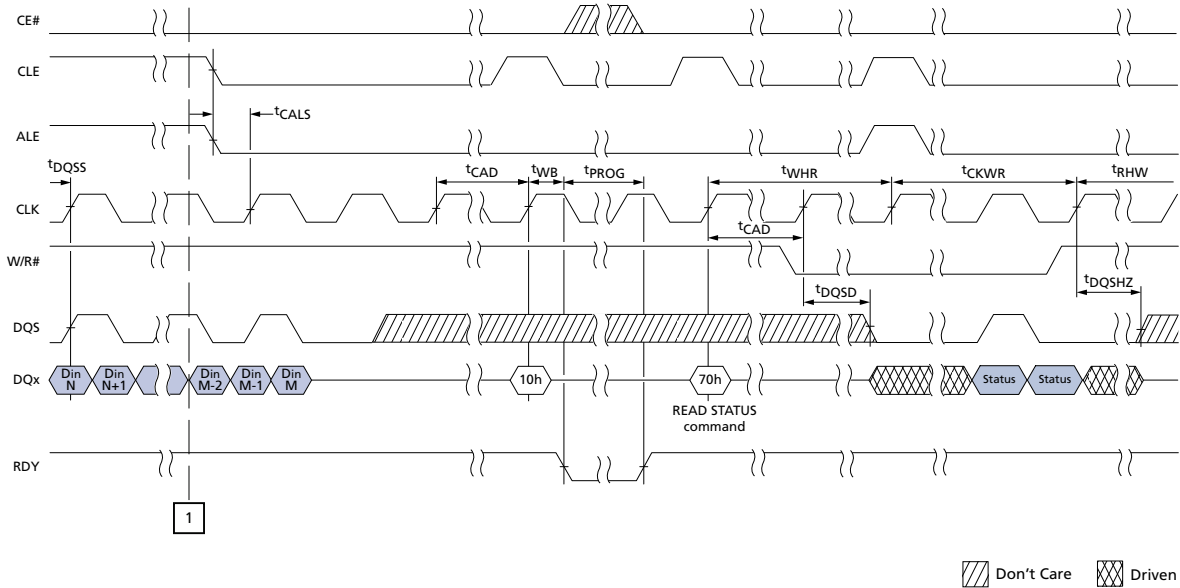 CE#
CLE
tCALS
ALE
tDQSS
tCAD
tWB
tPROG
tWHR
tCKWR
tRHW
CLK
tCAD
W/R#
tDQSD
tDQSHZ
DQS
DQx
Din N
Din N+1
Din M-2
Din M-1
Din M
10h
70h
Status
Status
READ STATUS
command
RDY
1
Don't Care
Driven